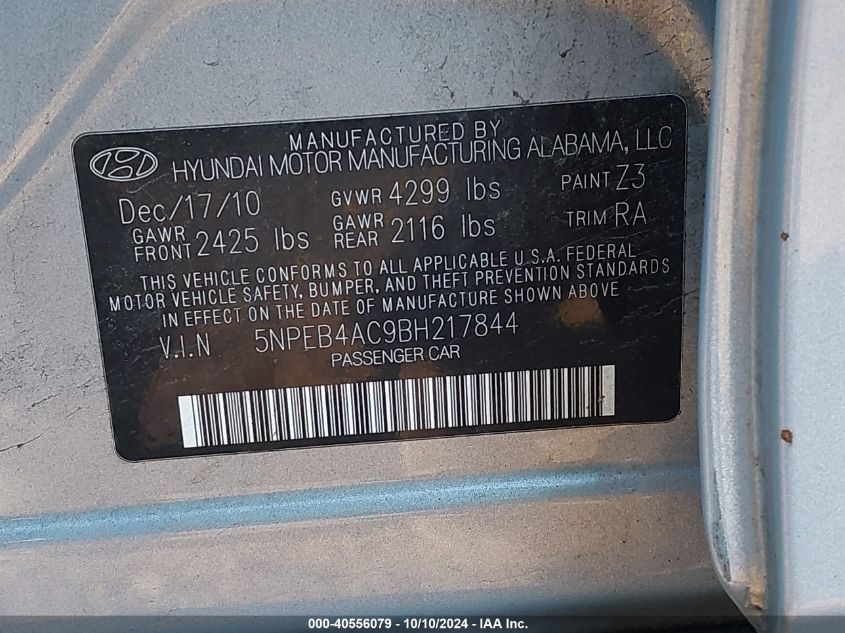 MANUFACTURED BY
HYUNDAI MOTOR MANUFACTURING ALABAMA, LLC
Dec/17/10 GVWR 4299 lbs PAINT Z3
GAWR FRONT 2425 lbs GAWR REAR 2116 lbs TRIM RA
THIS VEHICLE CONFORMS TO ALL APPLICABLE U.S.A. FEDERAL
MOTOR VEHICLE SAFETY, BUMPER, AND THEFT PREVENTION STANDARDS
IN EFFECT ON THE DATE OF MANUFACTURE SHOWN ABOVE
V.I.N 5NPEB4AC9BH217844
PASSENGER CAR
000-40556079 - 10/10/2024 - IAA Inc.